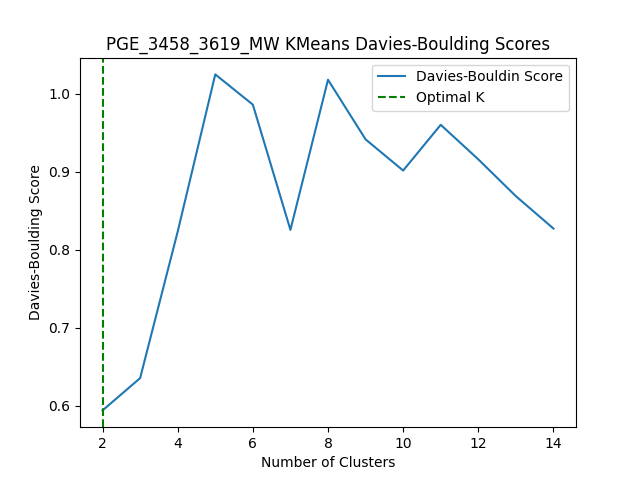 PGE_3458_3619_MW KMeans Davies-Boulding Scores
Davies-Bouldin Score
Optimal K
Davies-Boulding Score
1.0
0.9
0.8
0.7
0.6
2 4 6 8 10 12 14
Number of Clusters